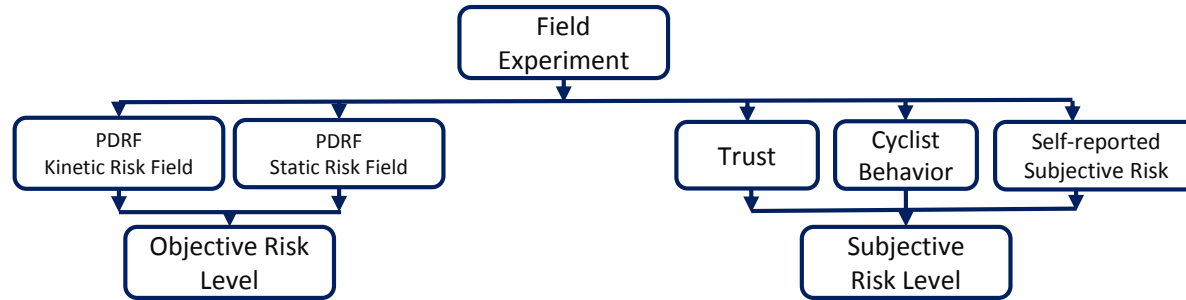 Field
Experiment
PDRF
Kinetic Risk Field
PDRF
Static Risk Field
Trust
Cyclist
Behavior
Self-reported
Subjective Risk
Objective Risk
Level
Subjective
Risk Level